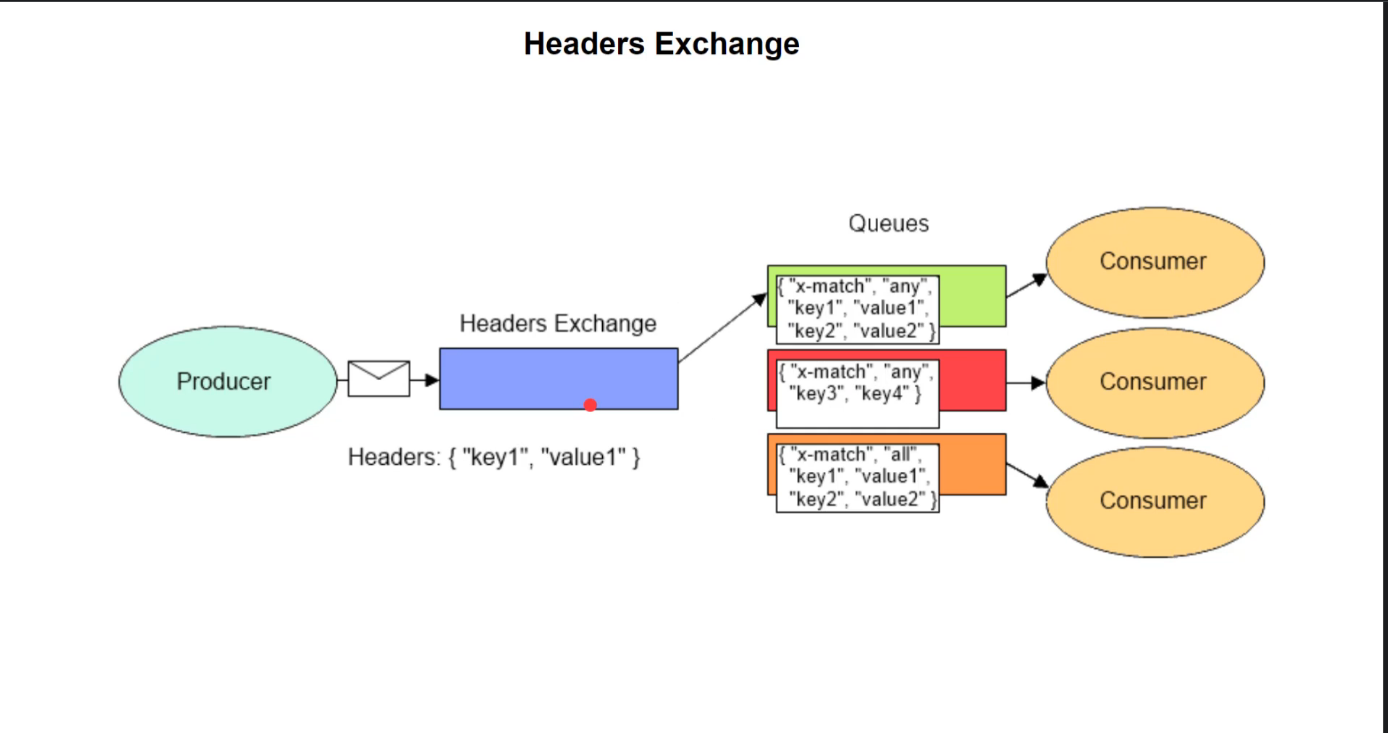 Headers Exchange
Queues
Consumer
{ "x-match", "any",
"key1", "value1",
"key2", "value2" }
Headers Exchange
Producer
Consumer
{ "x-match", "any",
"key3", "key4" }
Headers: { "key1", "value1" }
{ "x-match", "all",
"key1", "value1",
"key2", "value2" }
Consumer